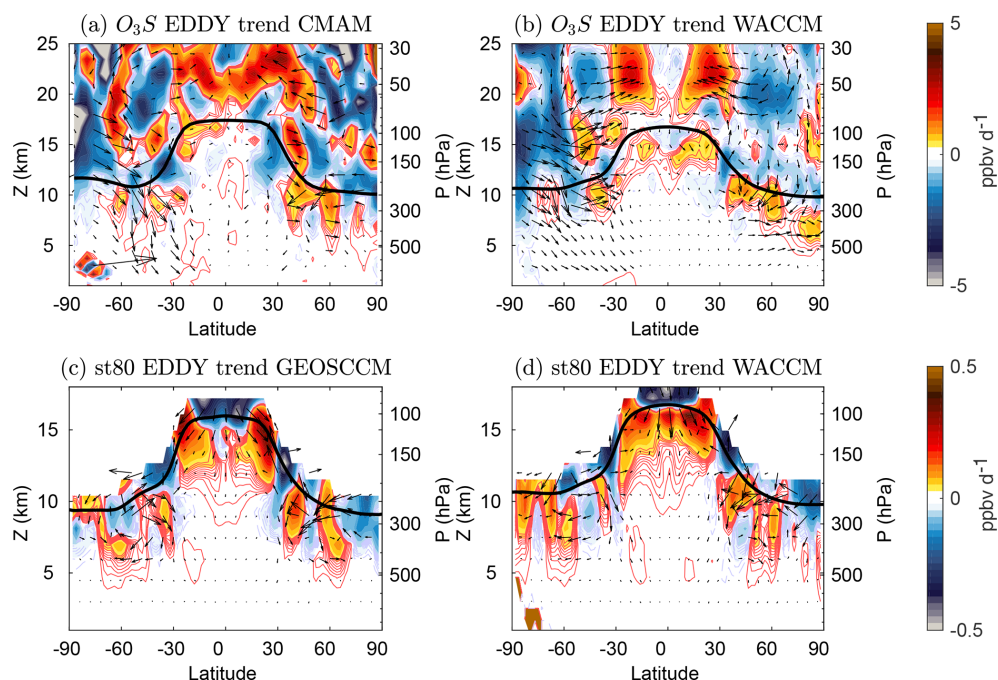 (a) O₃S EDDY trend CMAM
25
20
15
10
5
Z (km)
30
50
100
150
300
500
P (hPa)
-90 -60 -30 0 30 60 90
Latitude
(b) O₃S EDDY trend WACCM
25
20
15
10
5
Z (km)
30
50
100
150
300
500
P (hPa)
-90 -60 -30 0 30 60 90
Latitude
5
0
-5
ppbv d⁻¹
(c) st80 EDDY trend GEOSCCM
15
10
5
Z (km)
100
150
300
500
P (hPa)
-90 -60 -30 0 30 60 90
Latitude
(d) st80 EDDY trend WACCM
15
10
5
Z (km)
100
150
300
500
P (hPa)
-90 -60 -30 0 30 60 90
Latitude
0.5
0
-0.5
ppbv d⁻¹